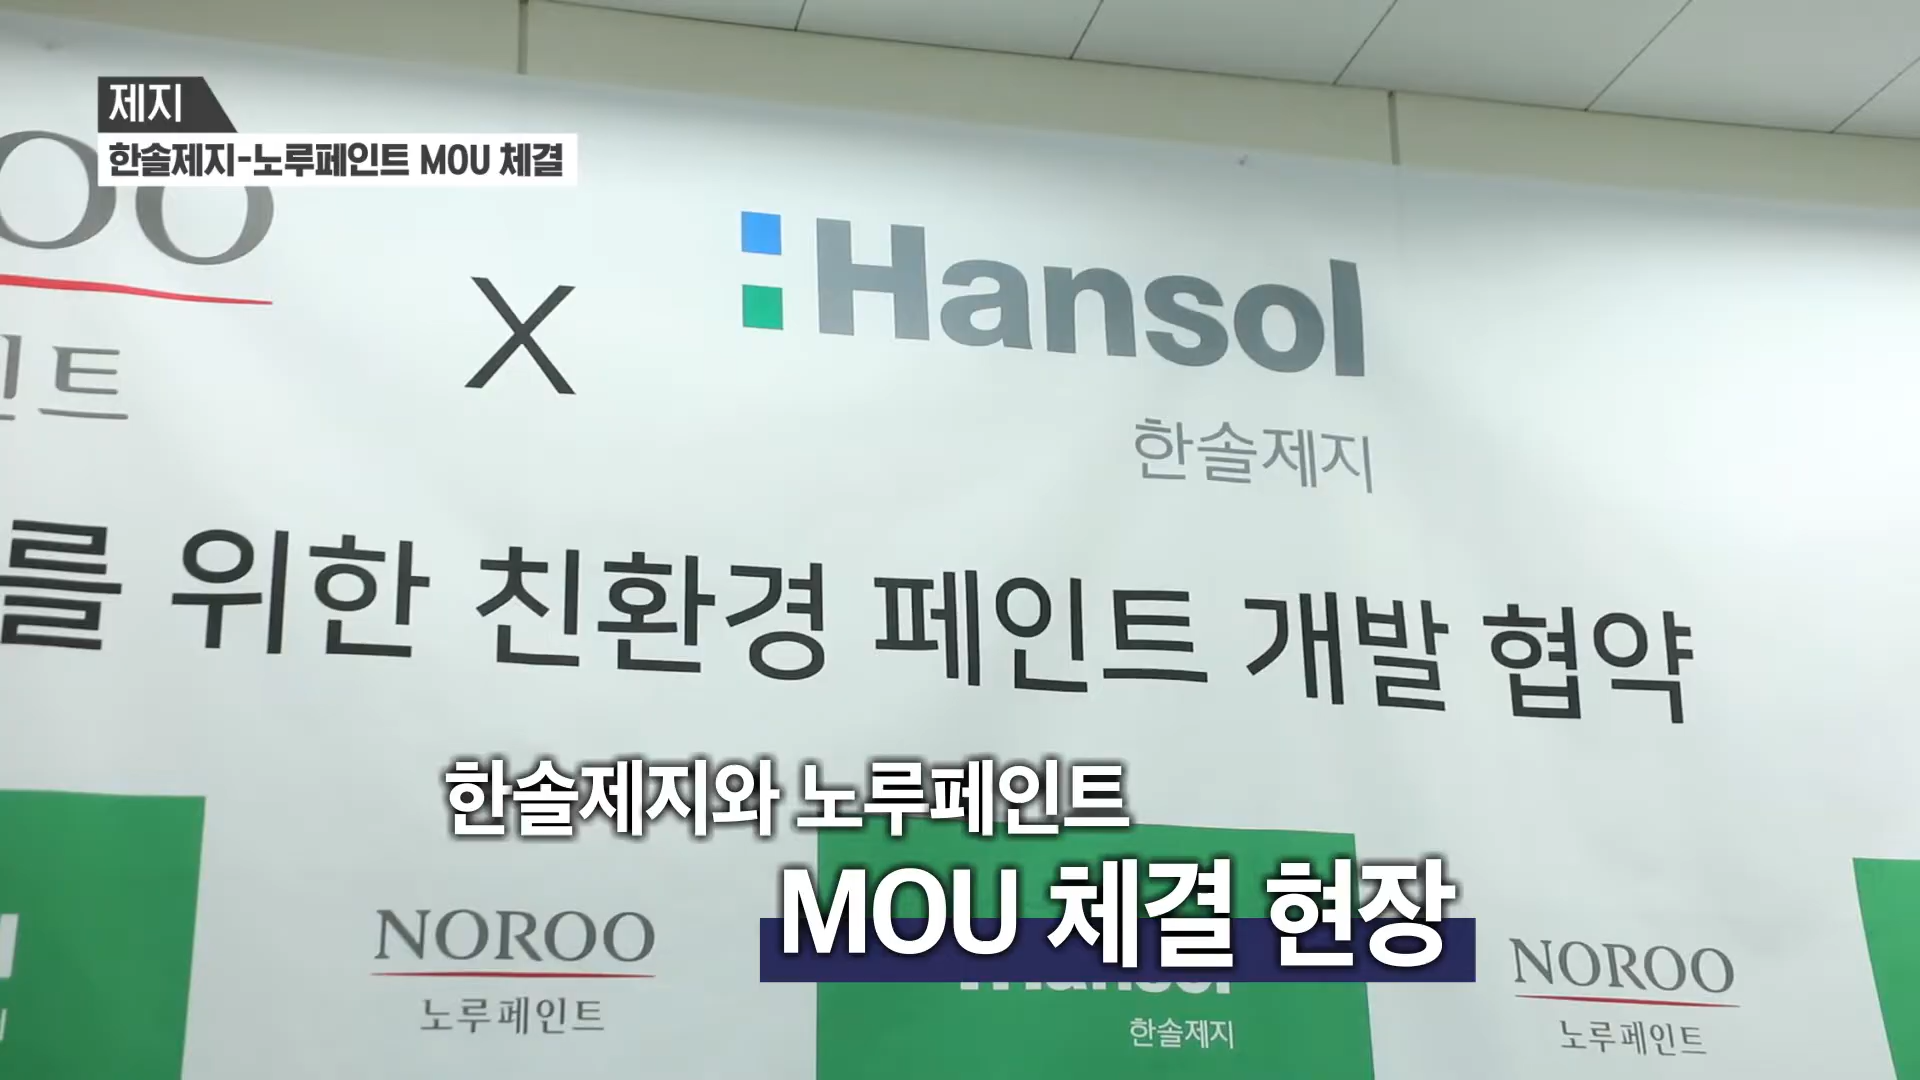 제지
한솔제지-노루페인트 MOU 체결
OO X Hansol
인트
한솔제지
를 위한 친환경 페인트 개발 협약
한솔제지와 노루페인트
MOU 체결 현장
NOROO
노루페인트
한솔제지
NOROO
노루페인트